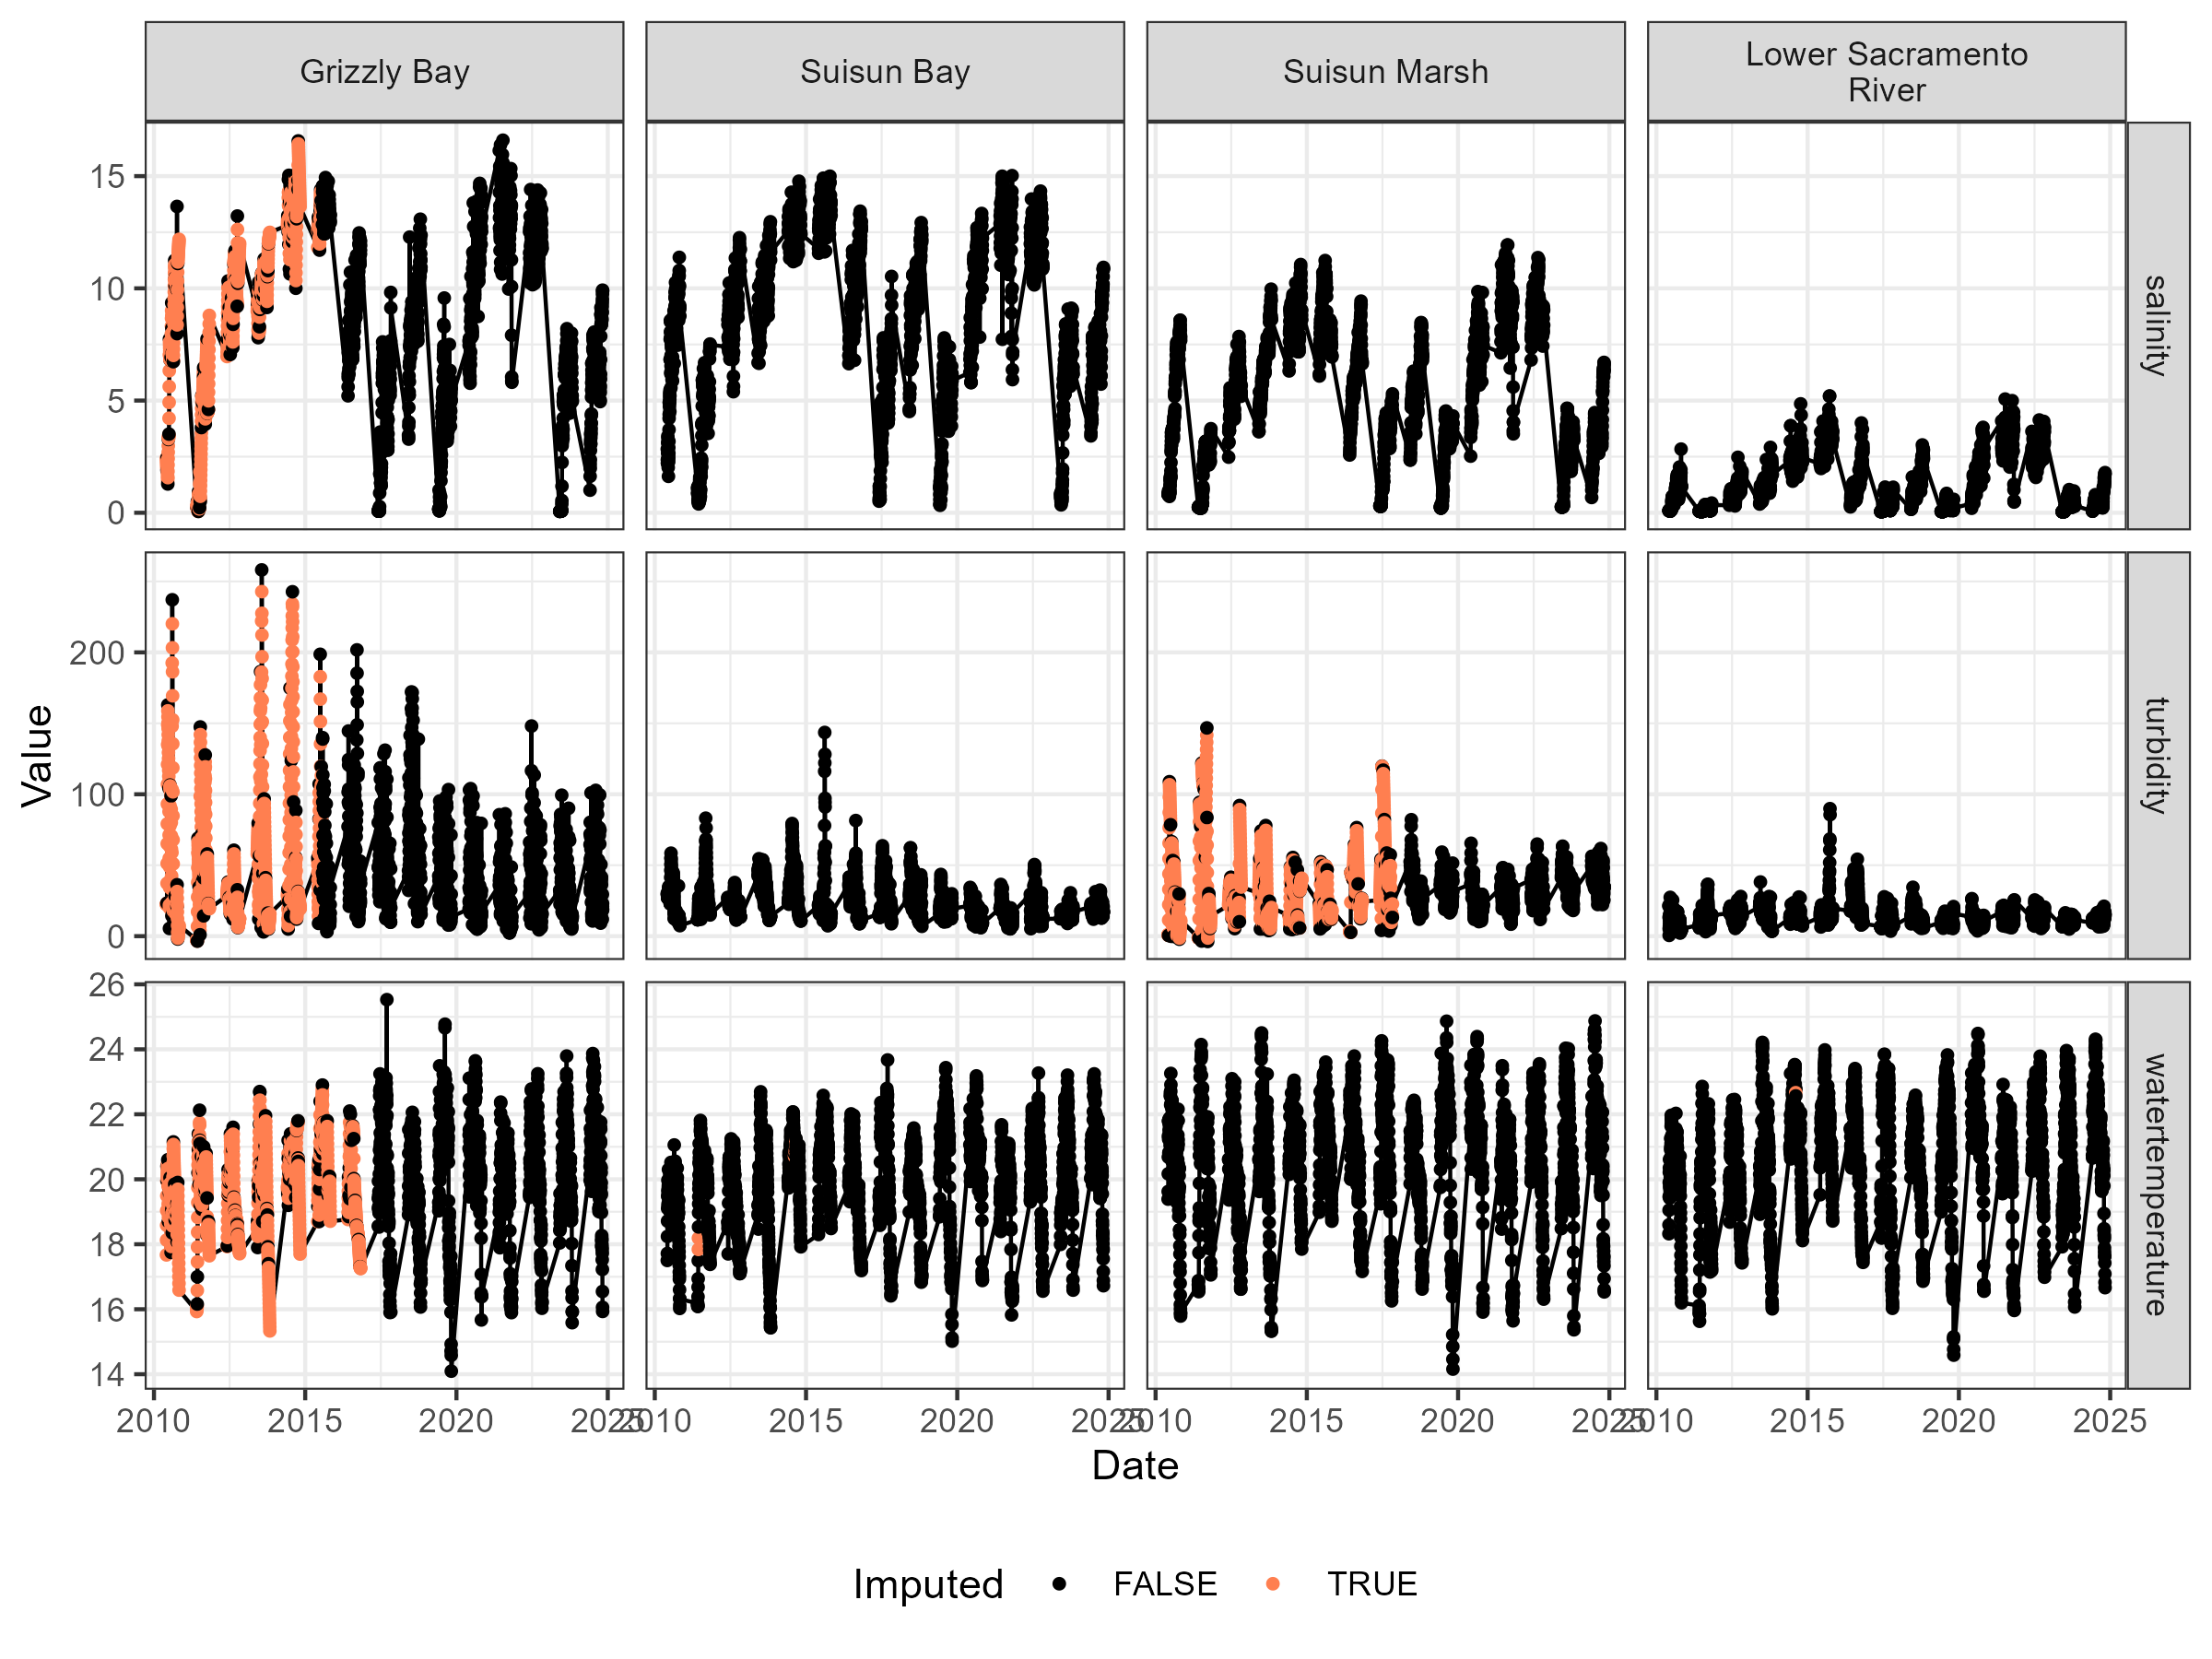 Grizzly Bay
Suisun Bay
Suisun Marsh
Lower Sacramento
River
15
10
5
0
salinity
200
100
0
turbidity
26
24
22
20
18
16
14
watertemperature
Value
2010
2015
2020
2025
2010
2015
2020
2025
2010
2015
2020
2025
2010
2015
2020
2025
Date
Imputed
FALSE
TRUE